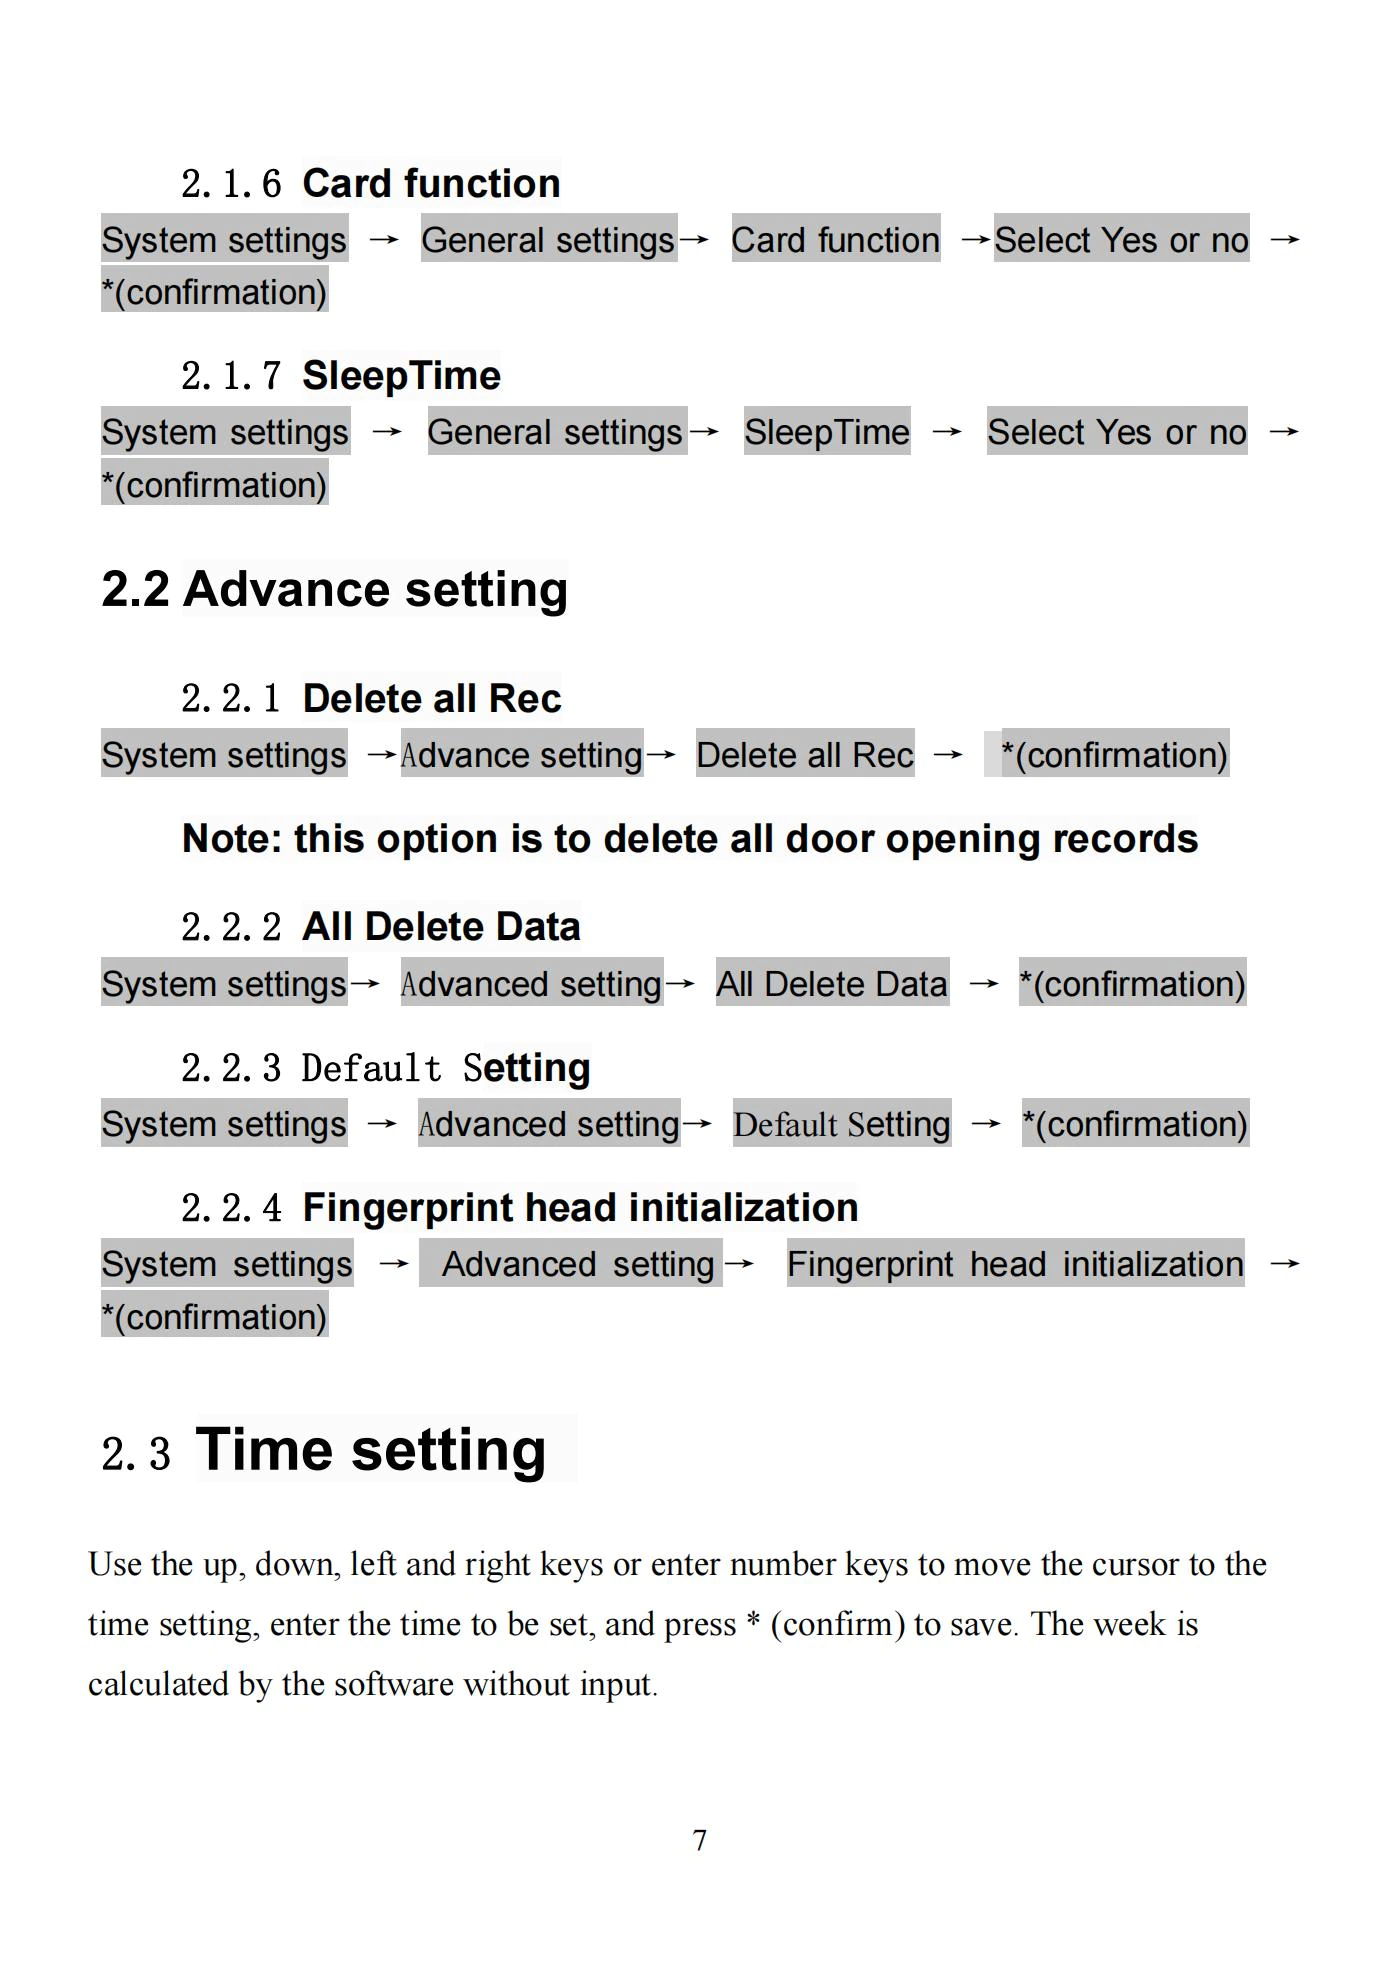 2.1.6 Card function
System settings → General settings→ Card function →Select Yes or no →
*(confirmation)
2.1.7 SleepTime
System settings → General settings→ SleepTime → Select Yes or no →
*(confirmation)
2.2 Advance setting
2.2.1 Delete all Rec
System settings →Advance setting→ Delete all Rec → *(confirmation)
Note: this option is to delete all door opening records
2.2.2 All Delete Data
System settings→ Advanced setting→ All Delete Data → *(confirmation)
2.2.3 Default Setting
System settings → Advanced setting→ Default Setting → *(confirmation)
2.2.4 Fingerprint head initialization
System settings → Advanced setting→ Fingerprint head initialization →
*(confirmation)
2.3 Time setting
Use the up, down, left and right keys or enter number keys to move the cursor to the
time setting, enter the time to be set, and press * (confirm) to save. The week is
calculated by the software without input.
7